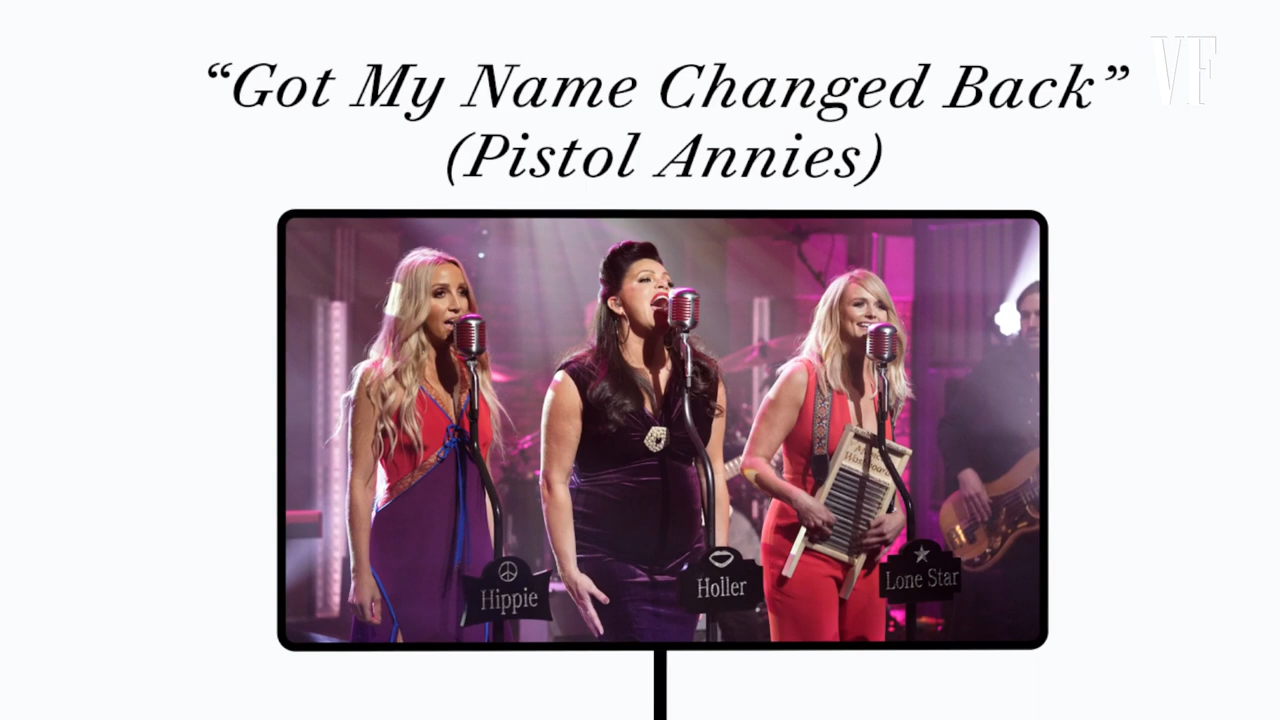 “Got My Name Changed Back”
(Pistol Annies)
VF
Hippie
Holler
Lone Star